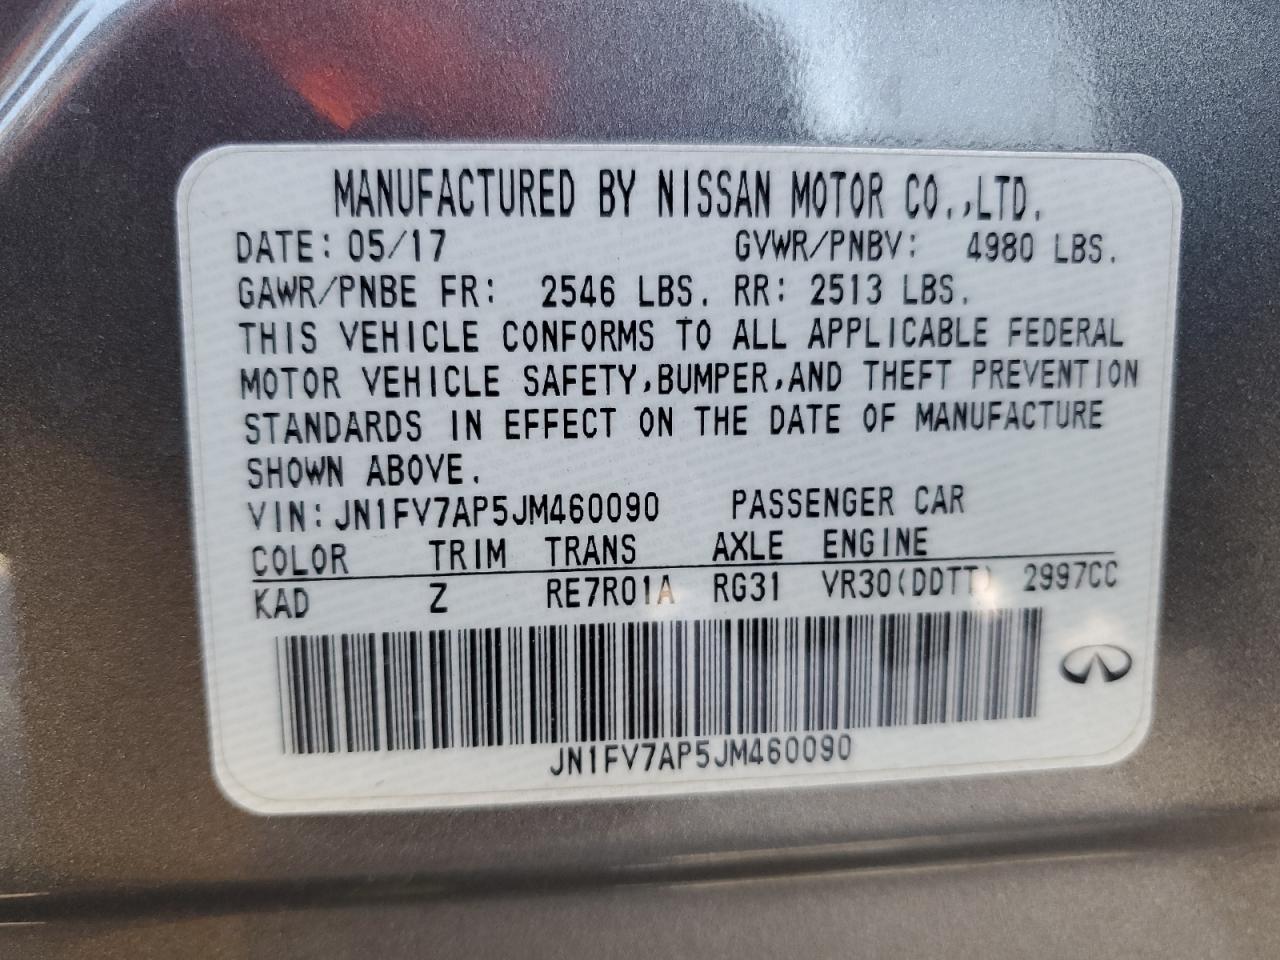 MANUFACTURED BY NISSAN MOTOR CO.,LTD.
DATE: 05/17 GVWR/PNBV: 4980 LBS.
GAWR/PNBE FR: 2546 LBS. RR: 2513 LBS.
THIS VEHICLE CONFORMS TO ALL APPLICABLE FEDERAL
MOTOR VEHICLE SAFETY,BUMPER,AND THEFT PREVENTION
STANDARDS IN EFFECT ON THE DATE OF MANUFACTURE
SHOWN ABOVE.
VIN: JN1FV7AP5JM460090 PASSENGER CAR
COLOR TRIM TRANS AXLE ENGINE
KAD Z RE7R01A RG31 VR30(DDTT) 2997CC
JN1FV7AP5JM460090